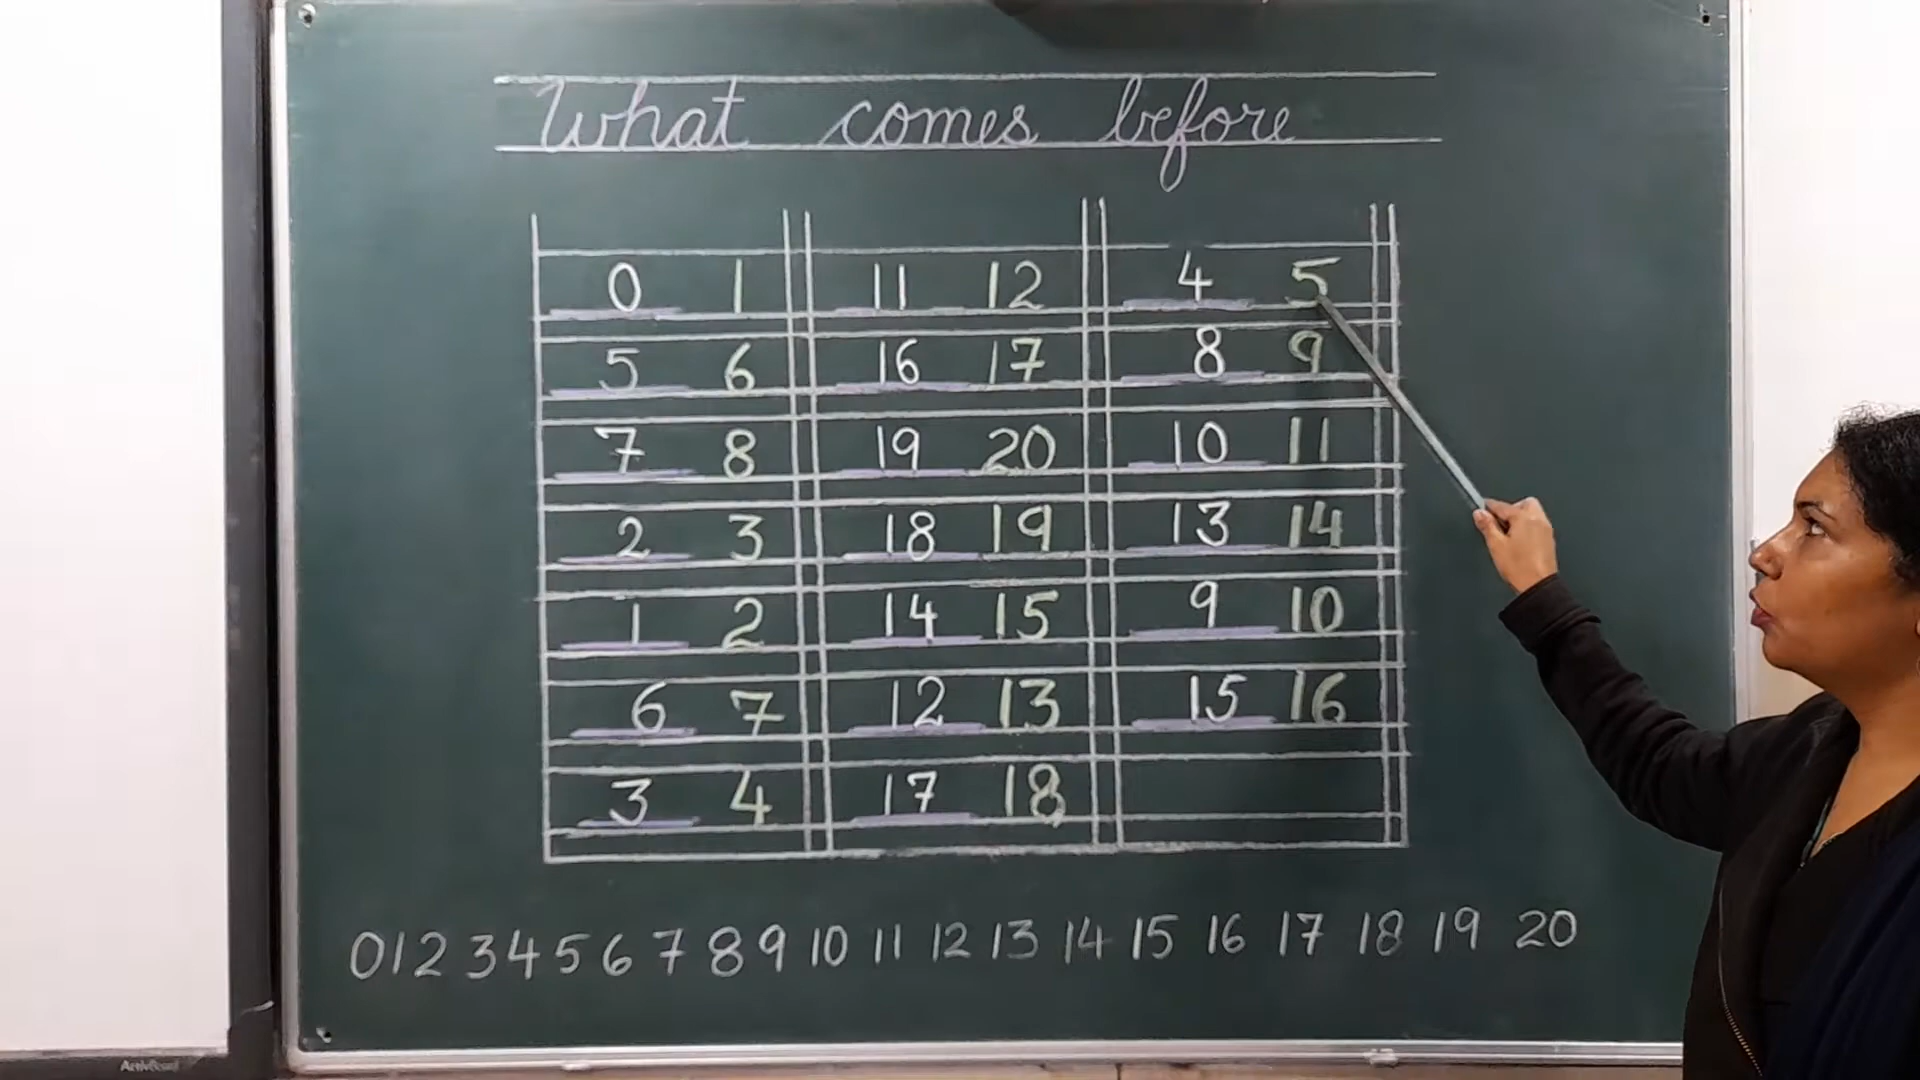 What comes before
0 1 11 12 4 5
5 6 16 17 8 9
7 8 19 20 10 11
2 3 18 19 13 14
1 2 14 15 9 10
6 7 12 13 15 16
3 4 17 18
0 1 2 3 4 5 6 7 8 9 10 11 12 13 14 15 16 17 18 19 20
ActivBoard